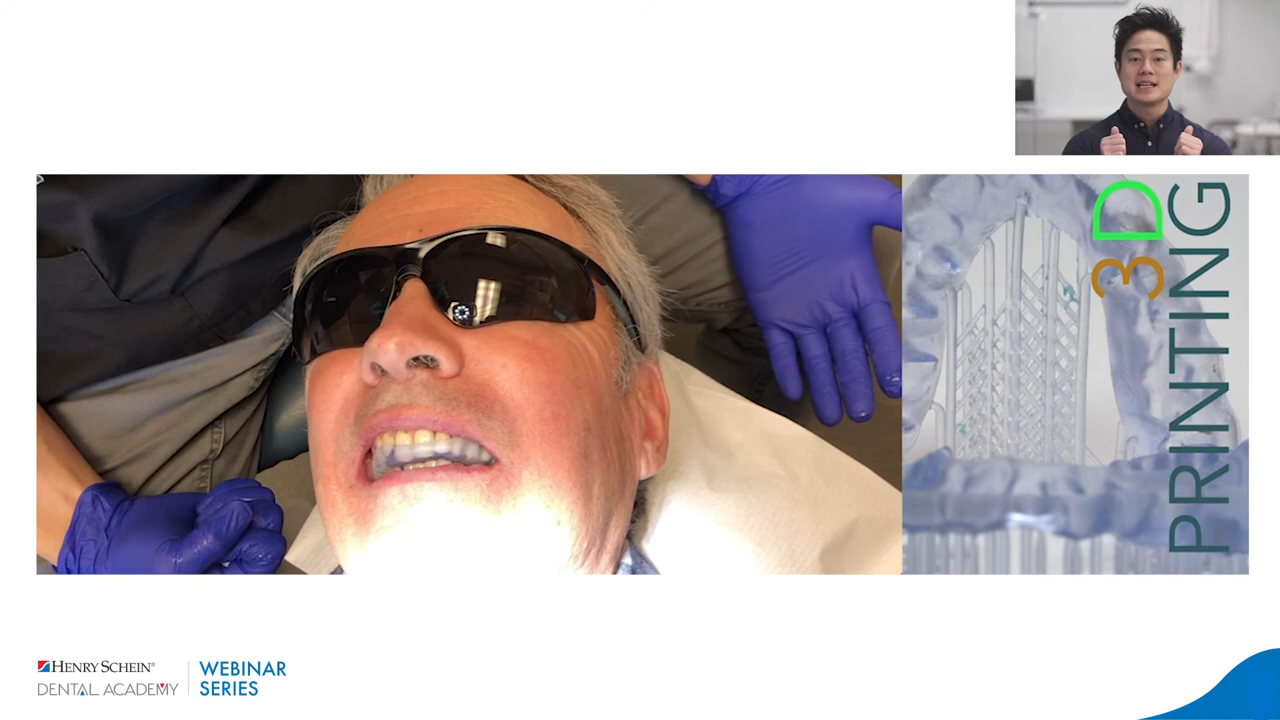 3D
PRINTING
HENRY SCHEIN®
DENTAL ACADEMY
WEBINAR
SERIES